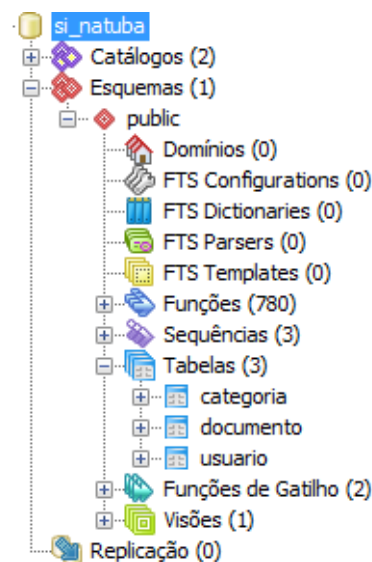 si_natuba
Catálogos (2)
Esquemas (1)
public
Domínios (0)
FTS Configurations (0)
FTS Dictionaries (0)
FTS Parsers (0)
FTS Templates (0)
Funções (780)
Sequências (3)
Tabelas (3)
categoria
documento
usuario
Funções de Gatilho (2)
Visões (1)
Replicação (0)